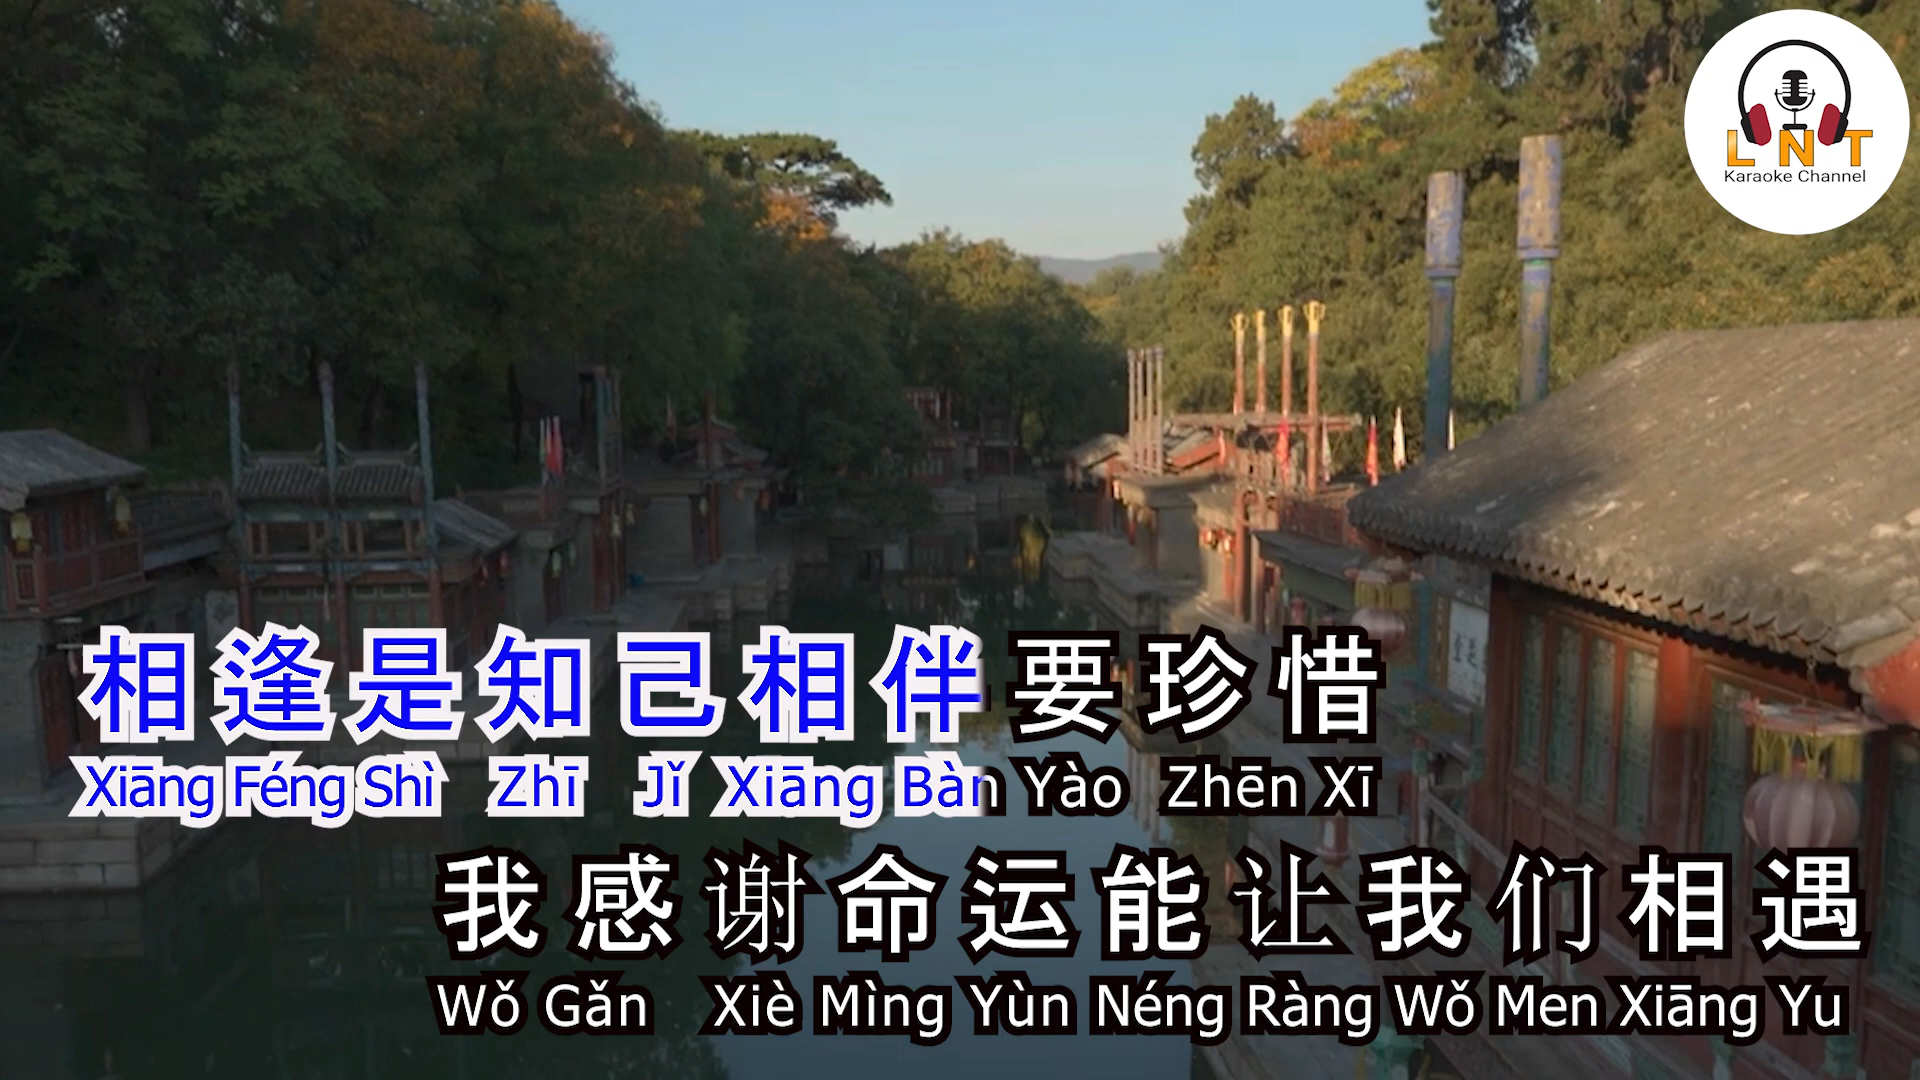 L N T
Karaoke Channel
相逢是知己相伴要珍惜
Xiāng Féng Shì Zhī Jǐ Xiāng Bàn Yào Zhēn Xī
我感谢命运能让我们相遇
Wǒ Gǎn Xiè Mìng Yùn Néng Ràng Wǒ Men Xiāng Yu